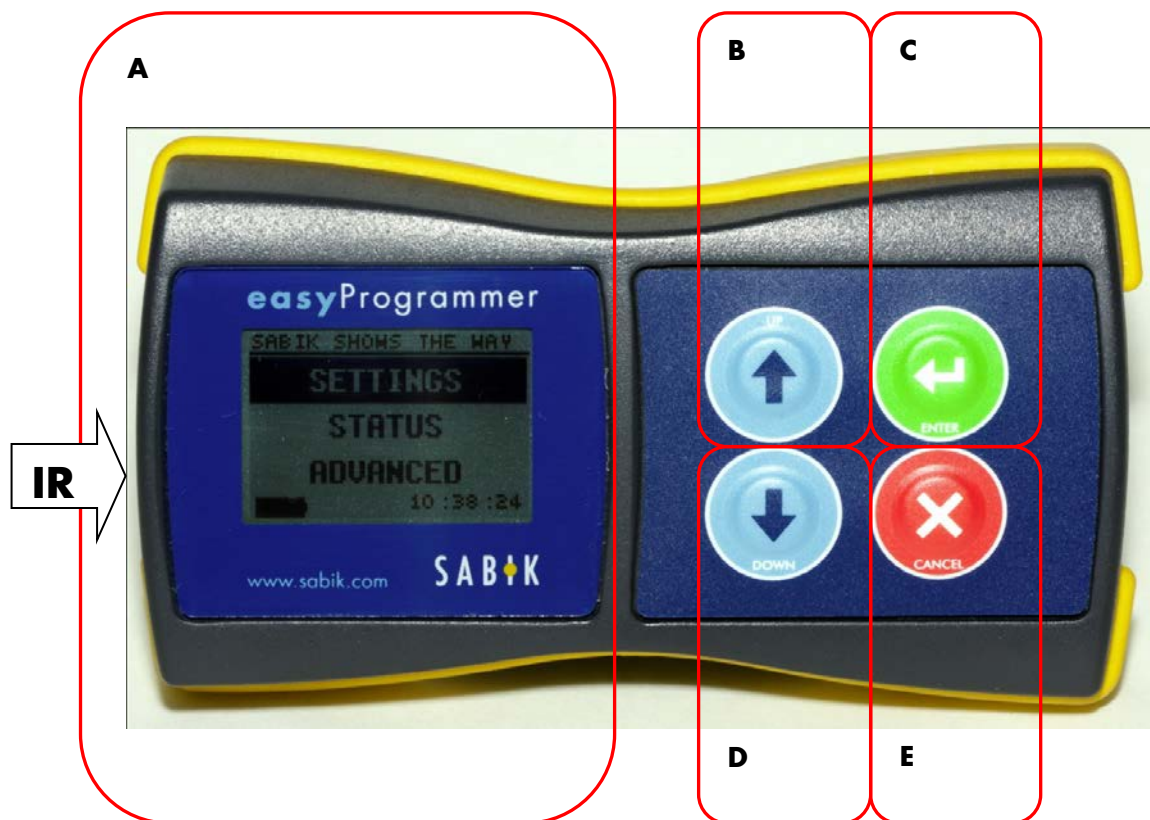 A
B
C
easyProgrammer
SABIK SHOWS THE WAY
SETTINGS
STATUS
ADVANCED
10:38:24
www.sabik.com
SABIK
UP
ENTER
DOWN
CANCEL
IR
D
E